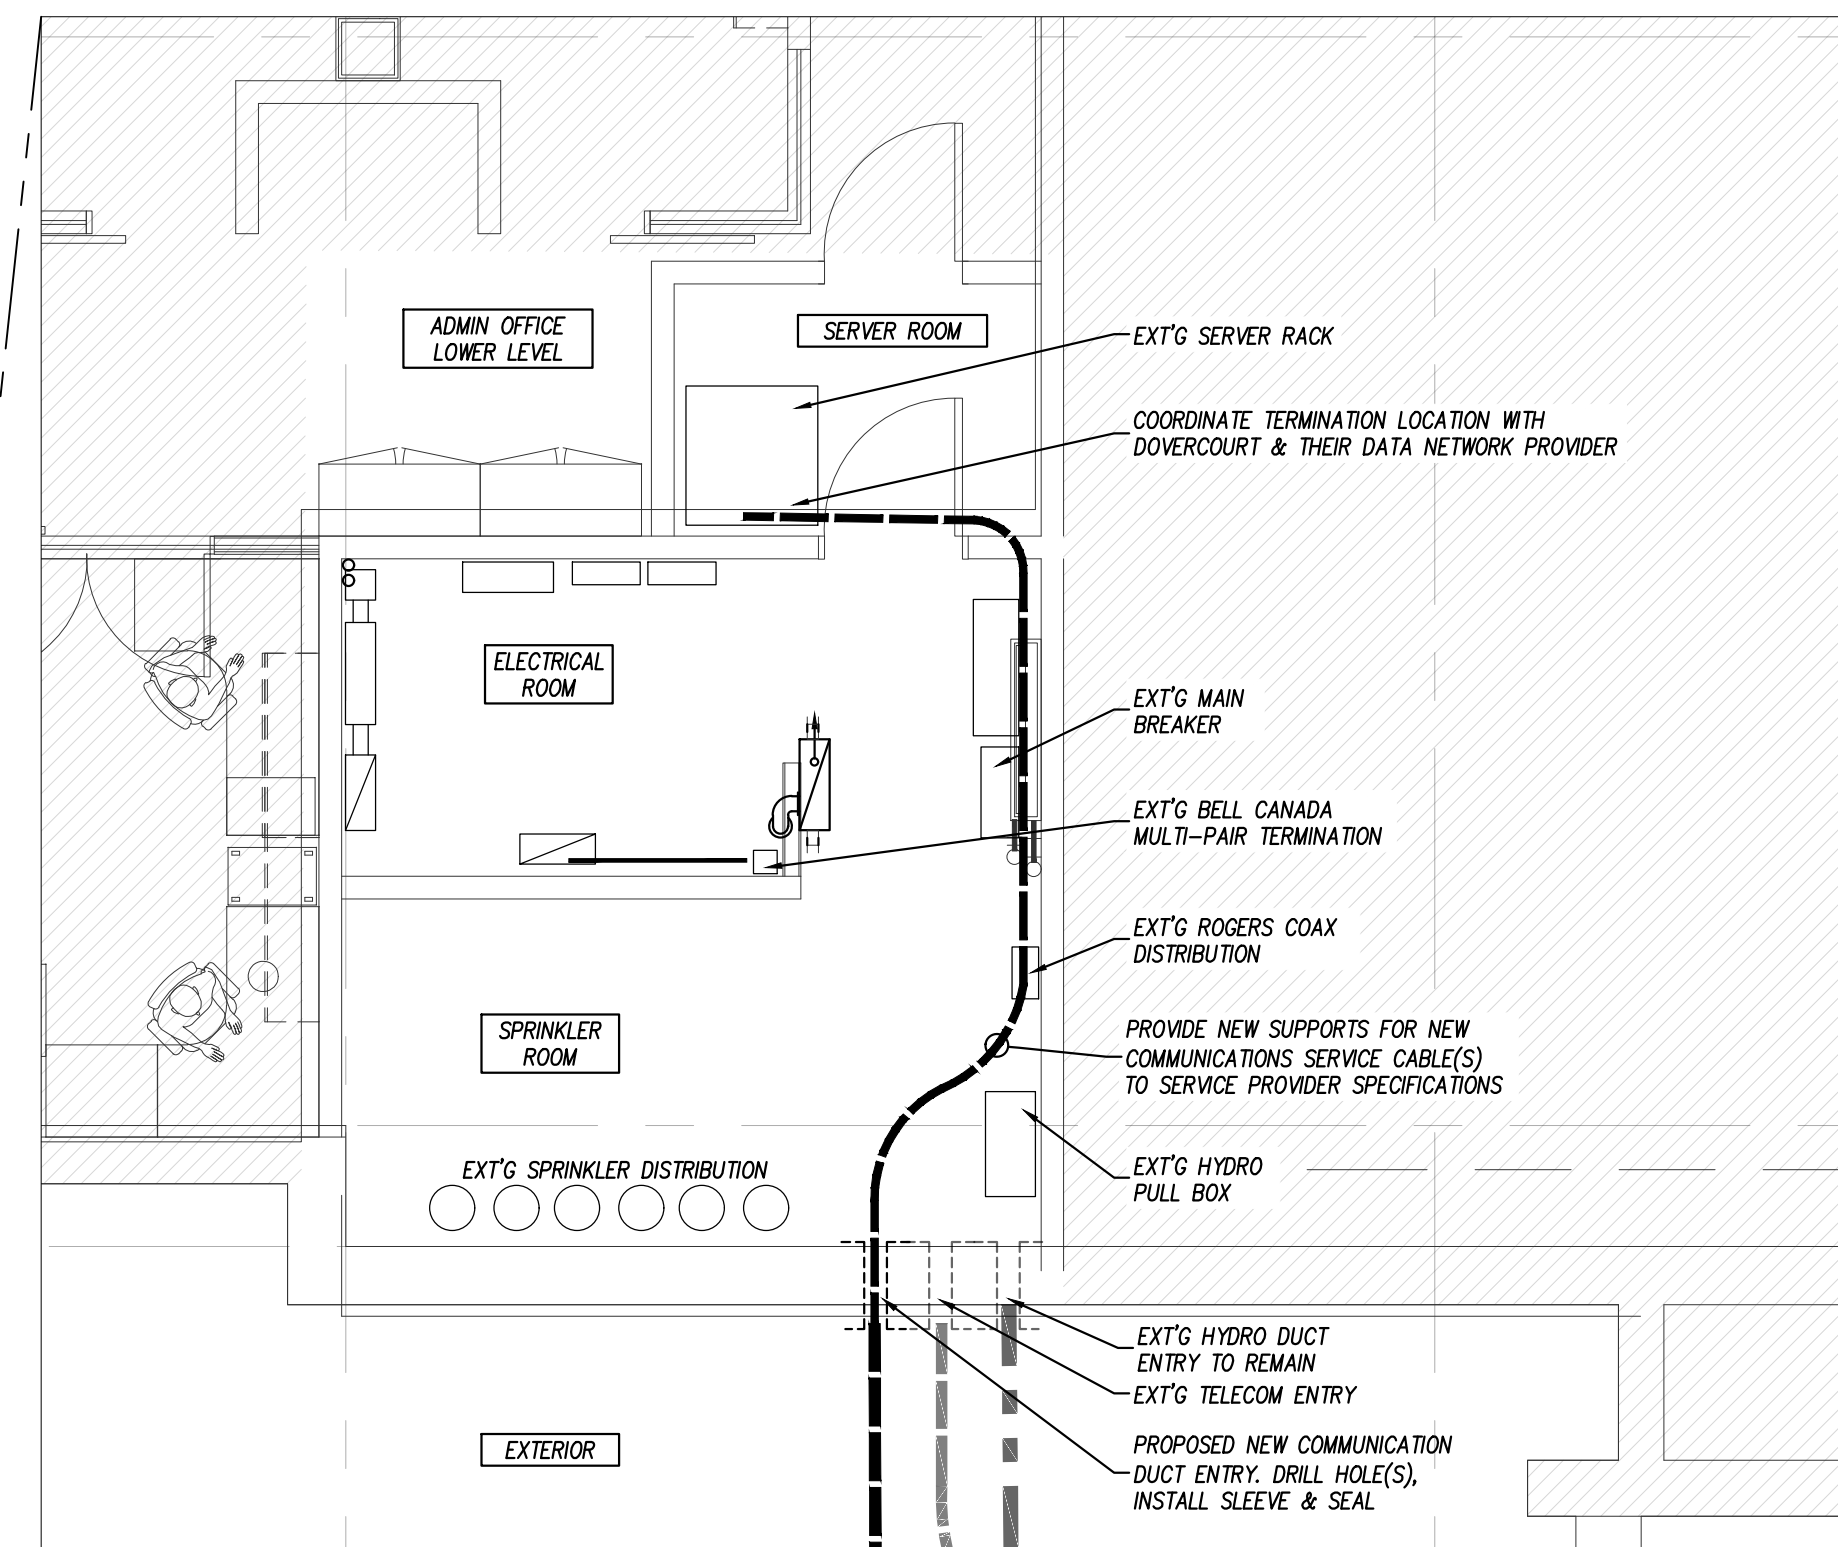 ADMIN OFFICE
LOWER LEVEL
SERVER ROOM
EXT'G SERVER RACK
COORDINATE TERMINATION LOCATION WITH
DOVERCOURT & THEIR DATA NETWORK PROVIDER
ELECTRICAL
ROOM
EXT'G MAIN
BREAKER
EXT'G BELL CANADA
MULTI-PAIR TERMINATION
EXT'G ROGERS COAX
DISTRIBUTION
SPRINKLER
ROOM
PROVIDE NEW SUPPORTS FOR NEW
COMMUNICATIONS SERVICE CABLE(S)
TO SERVICE PROVIDER SPECIFICATIONS
EXT'G SPRINKLER DISTRIBUTION
EXT'G HYDRO
PULL BOX
EXT'G HYDRO DUCT
ENTRY TO REMAIN
EXT'G TELECOM ENTRY
EXTERIOR
PROPOSED NEW COMMUNICATION
DUCT ENTRY. DRILL HOLE(S),
INSTALL SLEEVE & SEAL